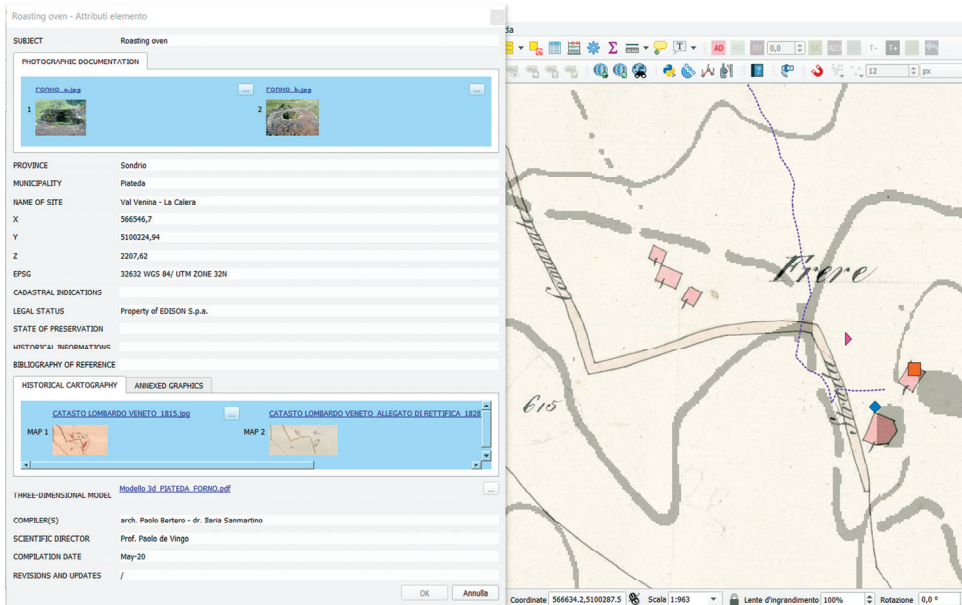 Roasting oven - Attributi elemento
SUBJECT Roasting oven
PHOTOGRAPHIC DOCUMENTATION
FORNO_a.jpg ... FORNO_b.jpg ...
1 2
PROVINCE Sondrio
MUNICIPALITY Piateda
NAME OF SITE Val Venina - La Calera
X 566546,7
Y 5100224,94
Z 2207,62
EPSG 32632 WGS 84/ UTM ZONE 32N
CADASTRAL INDICATIONS
LEGAL STATUS Property of EDISON S.p.a.
STATE OF PRESERVATION
HISTORICAL INFORMATIONS
BIBLIOGRAPHY OF REFERENCE
HISTORICAL CARTOGRAPHY ANNEXED GRAPHICS
CATASTO LOMBARDO VENETO_1815.jpg ... CATASTO LOMBARDO VENETO_ALLEGATO DI RETTIFICA_1828
MAP 1 MAP 2
THREE-DIMENSIONAL MODEL Modello 3d_PIATEDA_FORNO.pdf ...
COMPILER(S) arch. Paolo Bertero - dr. Ilaria Sanmartino
SCIENTIFIC DIRECTOR Prof. Paolo de Vingo
COMPILATION DATE May-20
REVISIONS AND UPDATES /
OK Annulla
da
T AD 0,0 T- T+
12 px
615
Coordinate 566634.2,5100287.5 Scala 1:963 Lente d'ingrandimento 100% Rotazione 0,0 °